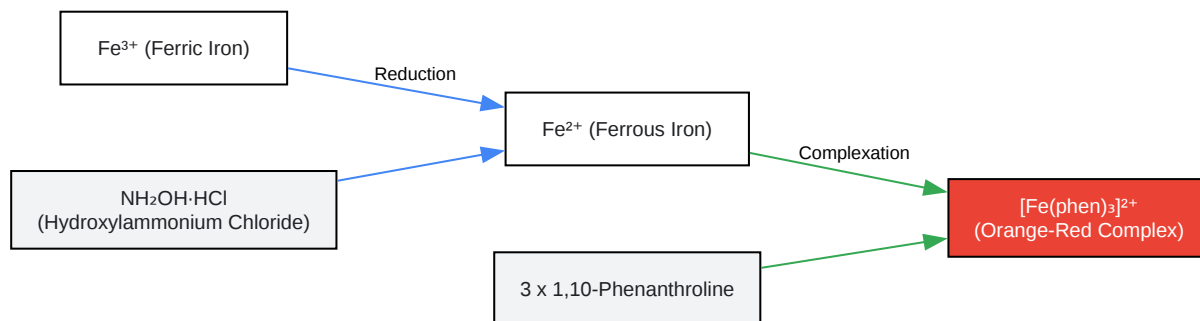 Fe³⁺ (Ferric Iron)
Reduction
Fe²⁺ (Ferrous Iron)
Complexation
NH₂OH·HCl
(Hydroxylammonium Chloride)
[Fe(phen)₃]²⁺
(Orange-Red Complex)
3 x 1,10-Phenanthroline